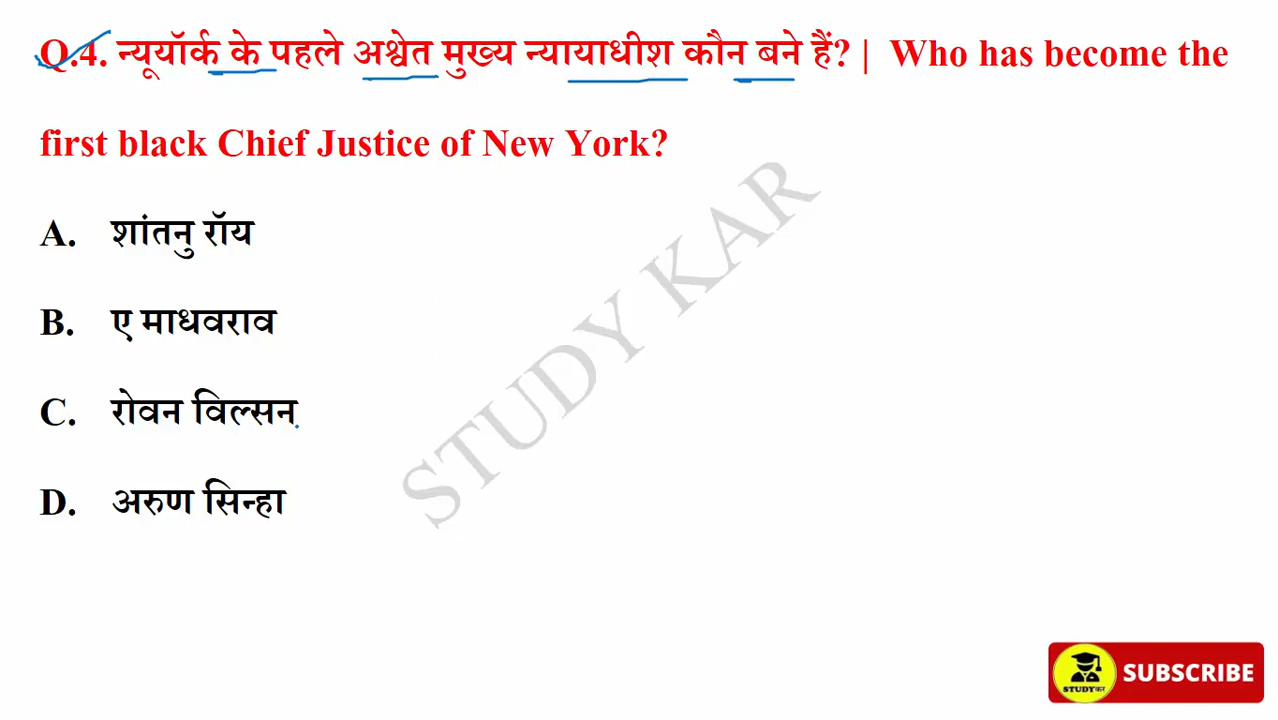 Q.4. न्यूयॉर्क के पहले अश्वेत मुख्य न्यायाधीश कौन बने हैं? | Who has become the
first black Chief Justice of New York?
A. शांतनु रॉय
B. ए माधवराव
C. रोवन विल्सन
D. अरुण सिन्हा
STUDY KAR
STUDYकर
SUBSCRIBE